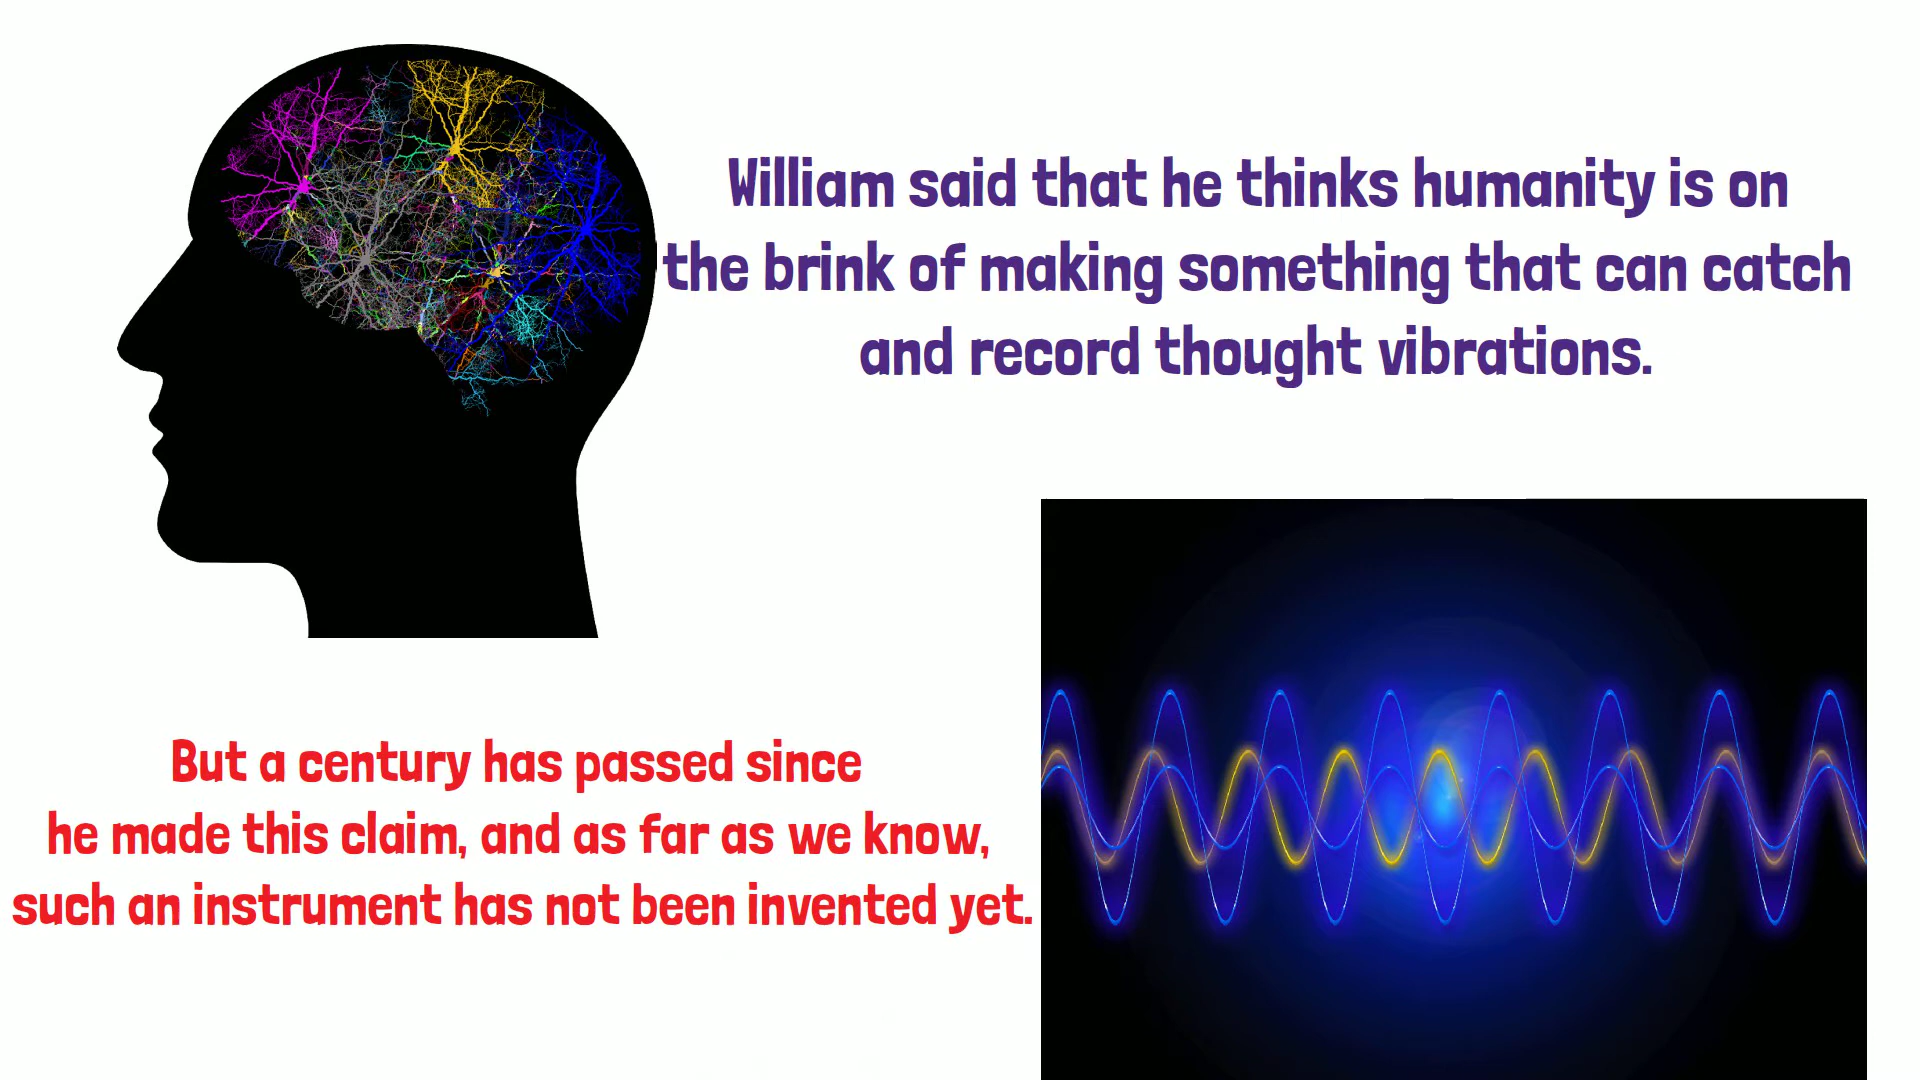 William said that he thinks humanity is on
the brink of making something that can catch
and record thought vibrations.
But a century has passed since
he made this claim, and as far as we know,
such an instrument has not been invented yet.